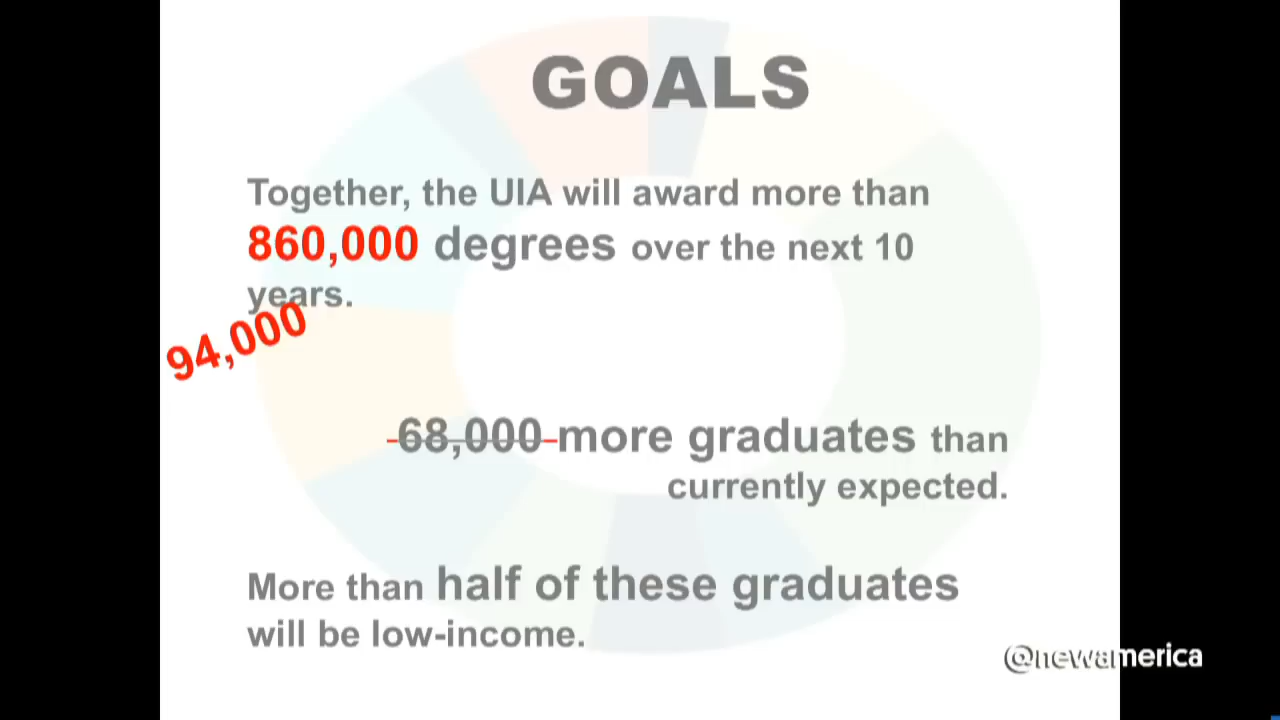 GOALS
Together, the UIA will award more than
860,000 degrees over the next 10
years.
94,000
-68,000-more graduates than
currently expected.
More than half of these graduates
will be low-income.
@newamerica